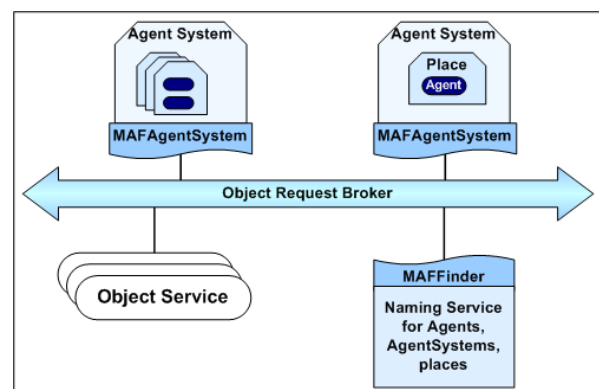 Agent System
MAFAgentSystem
Agent System
Place
Agent
MAFAgentSystem
Object Request Broker
Object Service
MAFFinder
Naming Service
for Agents,
AgentSystems,
places